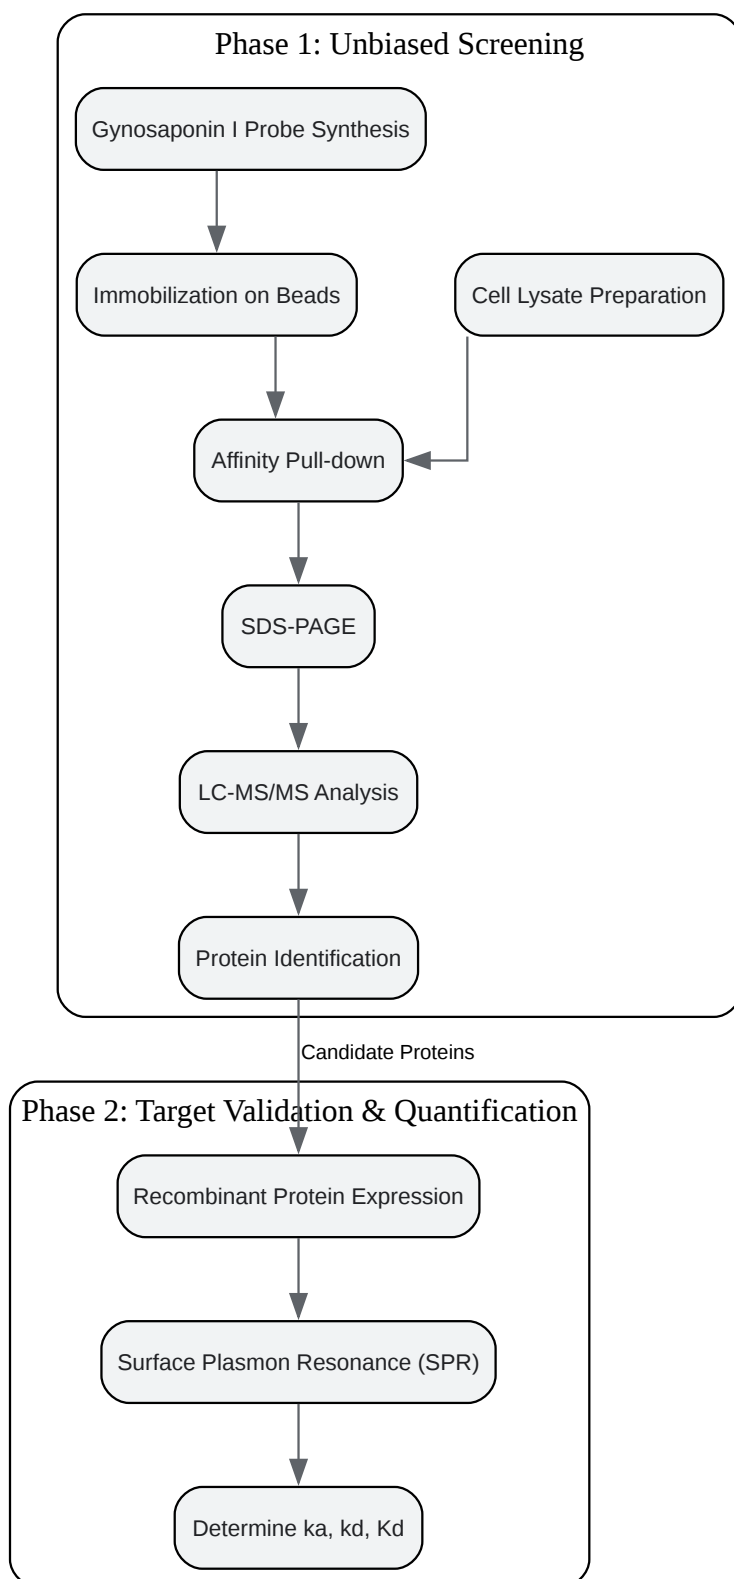 Phase 1: Unbiased Screening
Gynosaponin I Probe Synthesis
Immobilization on Beads
Cell Lysate Preparation
Affinity Pull-down
SDS-PAGE
LC-MS/MS Analysis
Protein Identification
Candidate Proteins
Phase 2: Target Validation & Quantification
Recombinant Protein Expression
Surface Plasmon Resonance (SPR)
Determine ka, kd, Kd